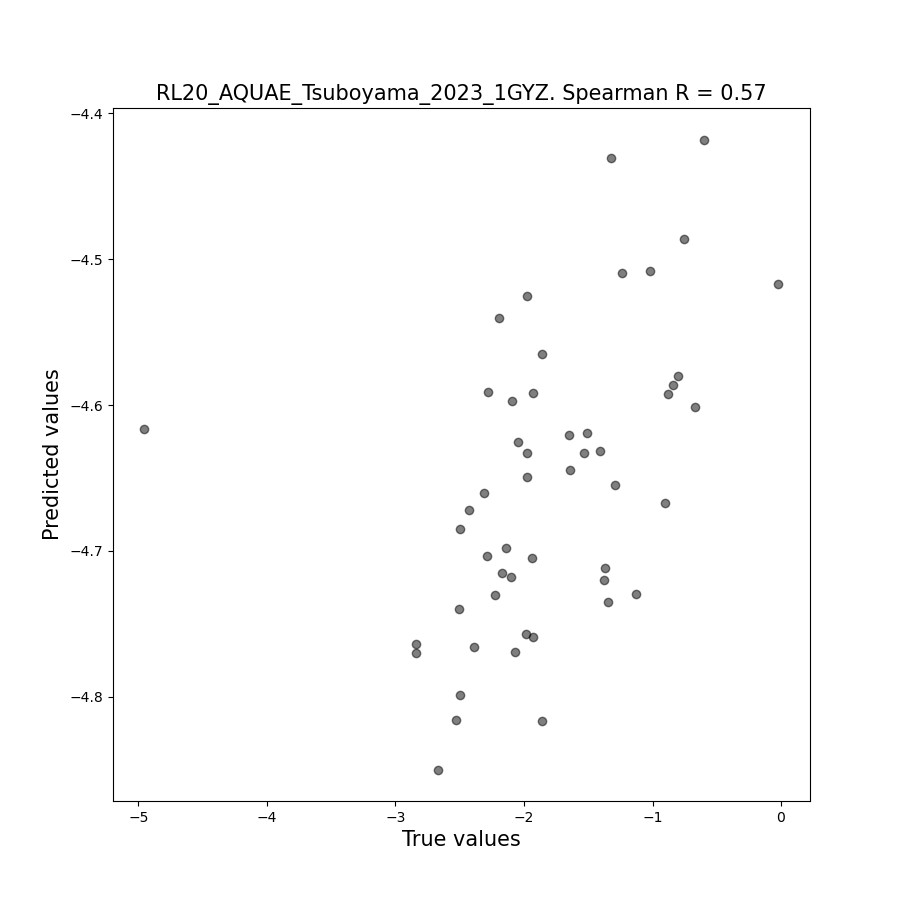 RL20_AQUAE_Tsuboyama_2023_1GYZ. Spearman R = 0.57
−4.4
−4.5
−4.6
−4.7
−4.8
Predicted values
−5 −4 −3 −2 −1 0
True values